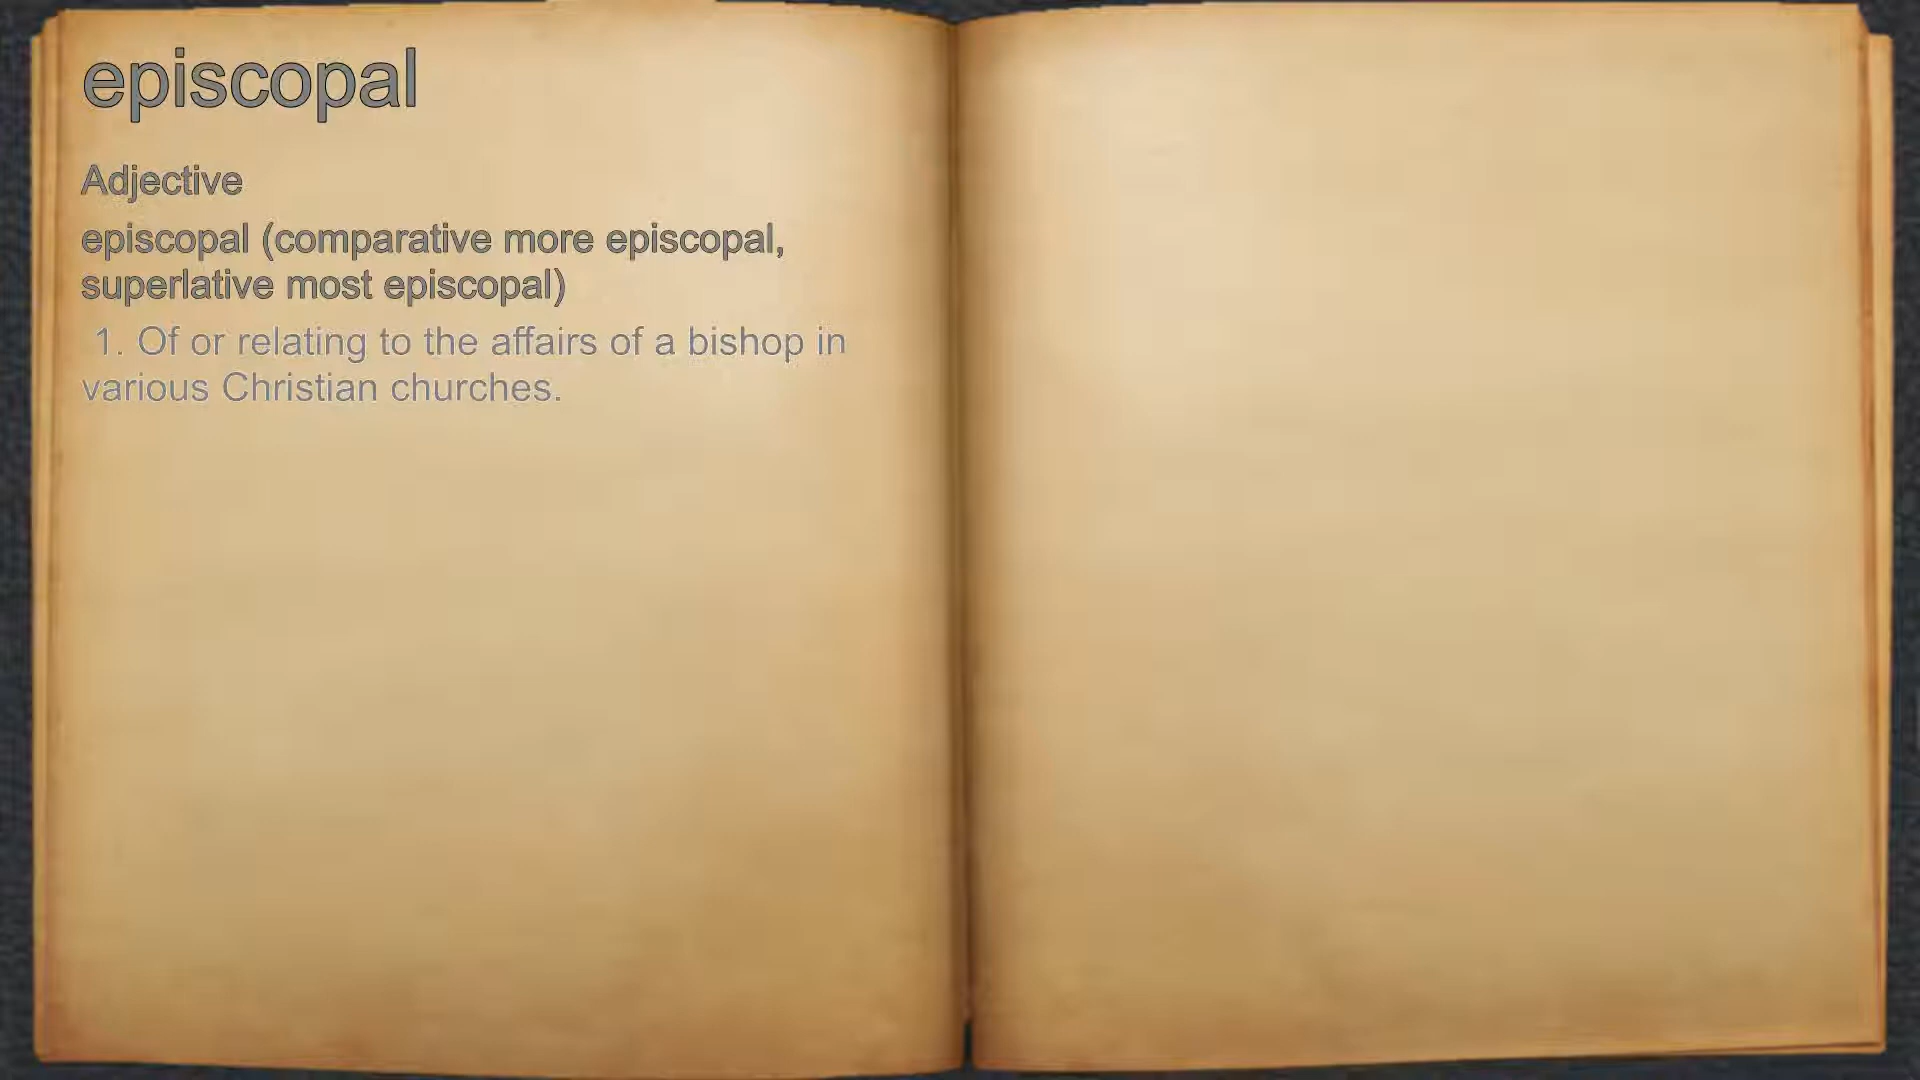 episcopal
Adjective
episcopal (comparative more episcopal,
superlative most episcopal)
1. Of or relating to the affairs of a bishop in
various Christian churches.